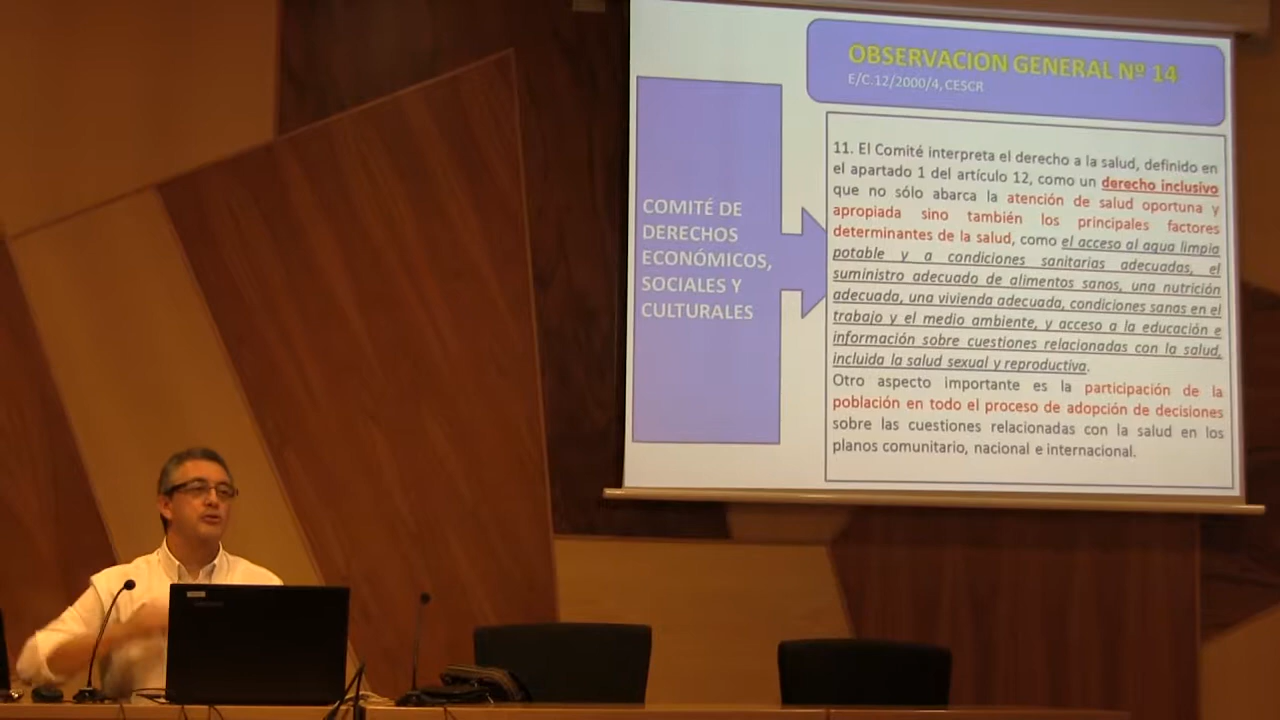 OBSERVACION GENERAL Nº 14
E/C.12/2000/4, CESCR
COMITÉ DE
DERECHOS
ECONÓMICOS,
SOCIALES Y
CULTURALES
11. El Comité interpreta el derecho a la salud, definido en
el apartado 1 del artículo 12, como un derecho inclusivo
que no sólo abarca la atención de salud oportuna y
apropiada sino también los principales factores
determinantes de la salud, como el acceso al agua limpia
potable y a condiciones sanitarias adecuadas, el
suministro adecuado de alimentos sanos, una nutrición
adecuada, una vivienda adecuada, condiciones sanas en el
trabajo y el medio ambiente, y acceso a la educación e
información sobre cuestiones relacionadas con la salud,
incluida la salud sexual y reproductiva.
Otro aspecto importante es la participación de la
población en todo el proceso de adopción de decisiones
sobre las cuestiones relacionadas con la salud en los
planos comunitario, nacional e internacional.